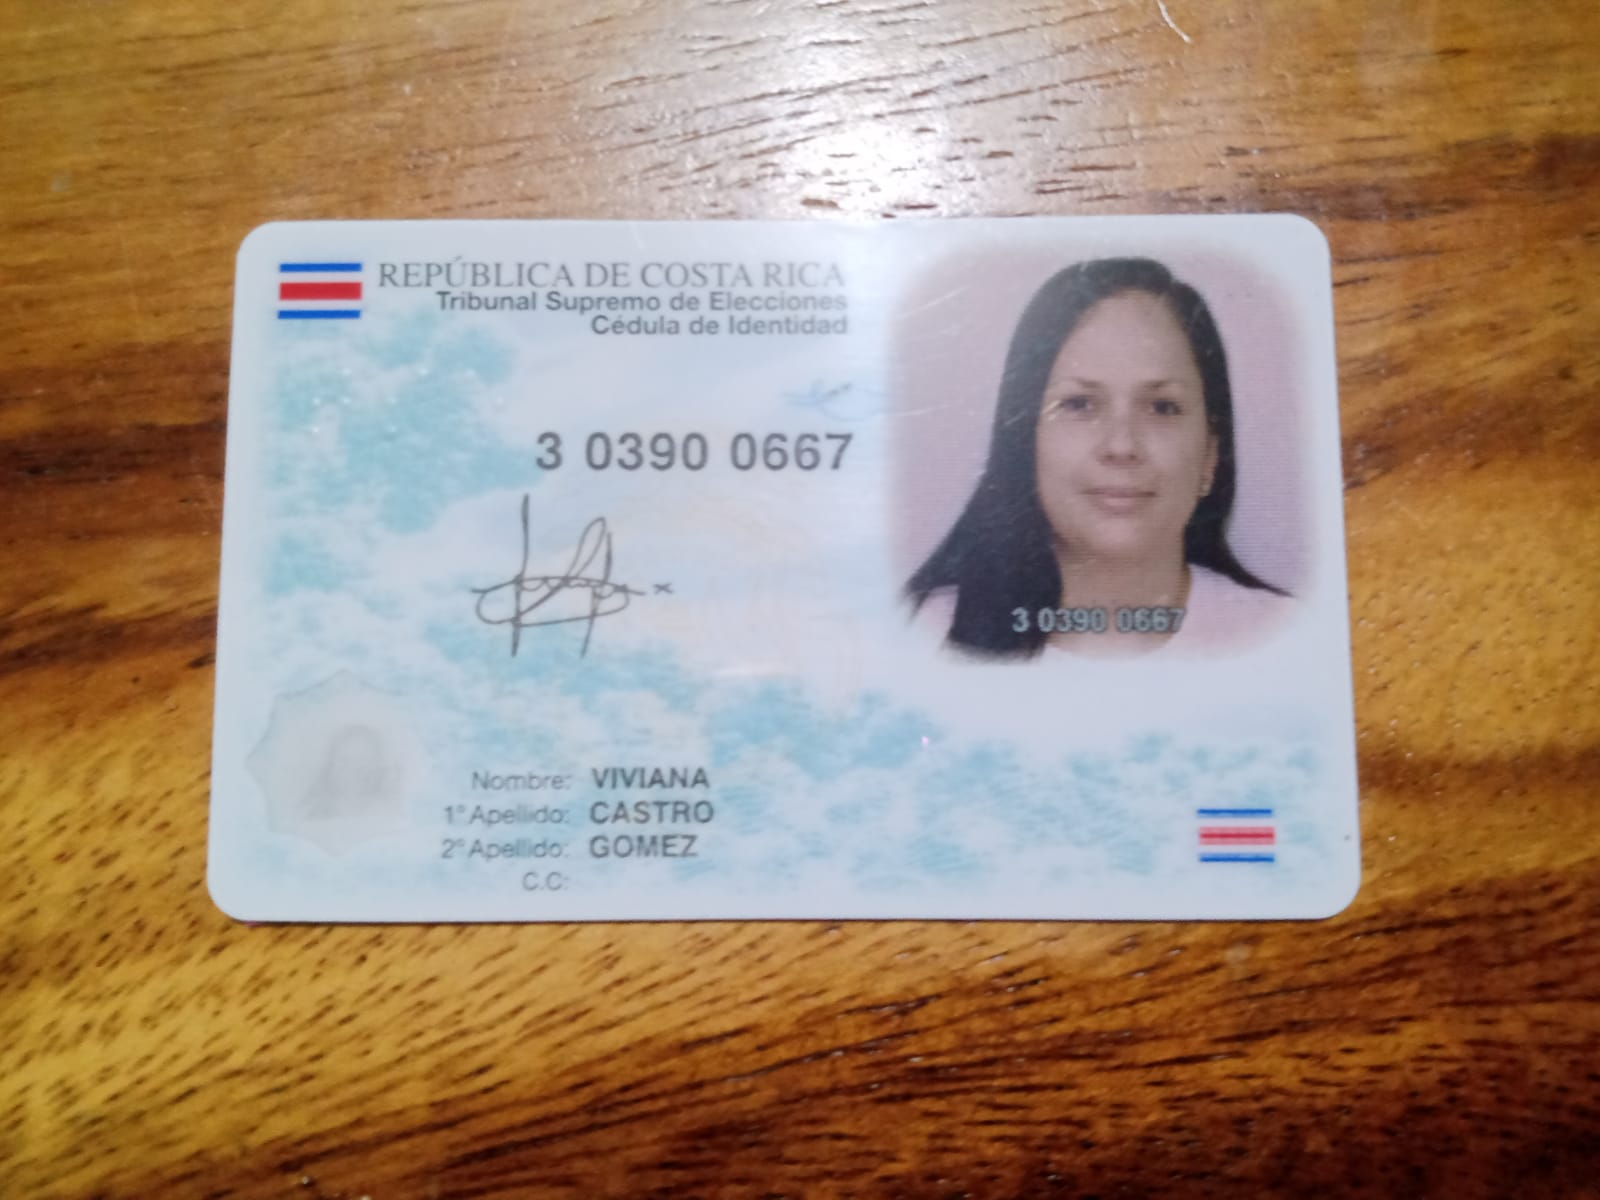 REPÚBLICA DE COSTA RICA
Tribunal Supremo de Elecciones
Cédula de Identidad
3 0390 0667
3 0390 0667
Nombre: VIVIANA
1° Apellido: CASTRO
2° Apellido: GOMEZ
C.C: